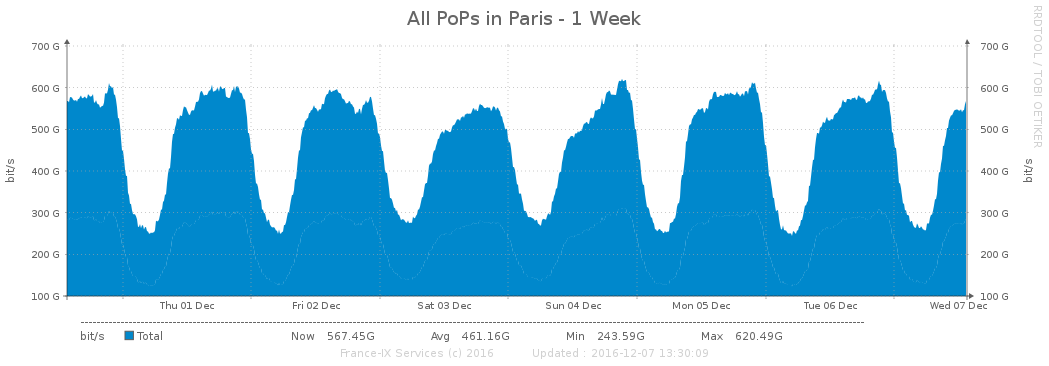 All PoPs in Paris - 1 Week
RRDTOOL / TOBI OETIKER
bit/s
700 G
600 G
500 G
400 G
300 G
200 G
100 G
700 G
600 G
500 G
400 G
300 G
200 G
100 G
bit/s
Thu 01 Dec Fri 02 Dec Sat 03 Dec Sun 04 Dec Mon 05 Dec Tue 06 Dec Wed 07 Dec
bit/s Total Now 567.45G Avg 461.16G Min 243.59G Max 620.49G
France-IX Services (c) 2016 Updated : 2016-12-07 13:30:09